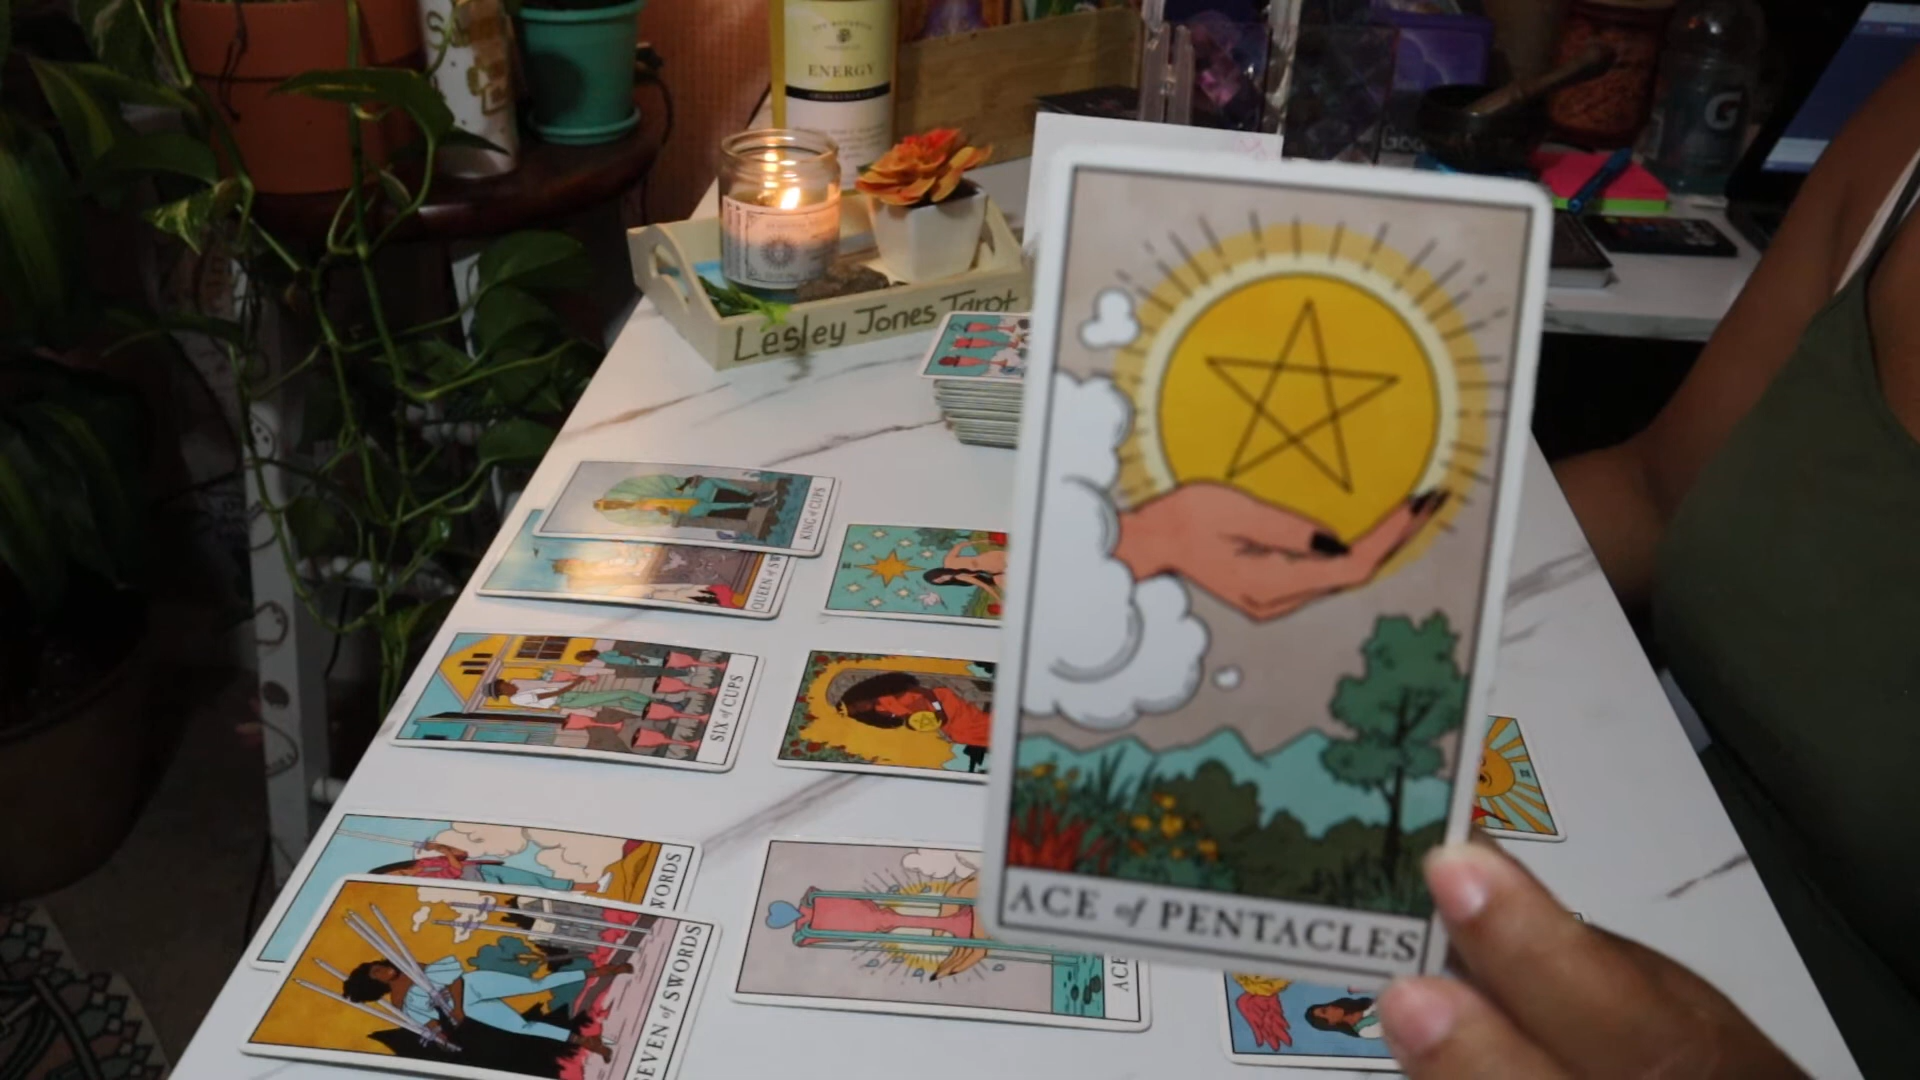 ENERGY
G
Lesley Jones Tarot
KING of CUPS
QUEEN of SW
SIX of CUPS
WORDS
SEVEN of SWORDS
ACE
ACE of PENTACLES